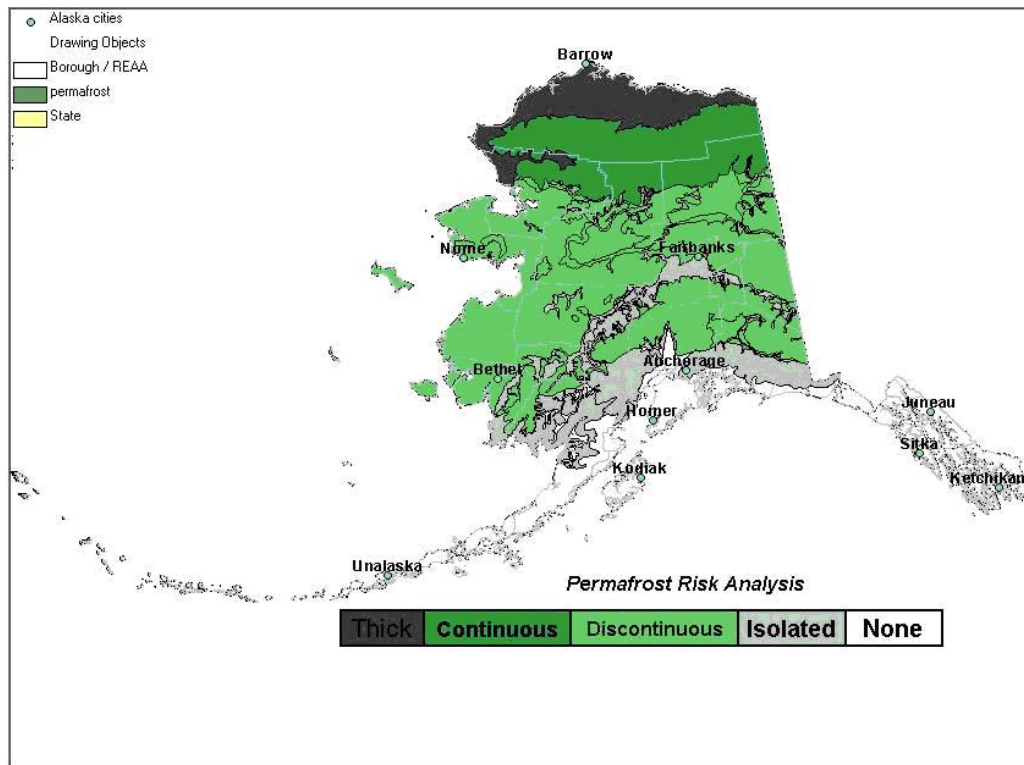 Alaska cities
Drawing Objects
Borough / REAA
permafrost
State
Barrow
Nome
Fairbanks
Bethel
Anchorage
Homer
Juneau
Sitka
Kodiak
Ketchikan
Unalaska
Permafrost Risk Analysis
Thick Continuous Discontinuous Isolated None